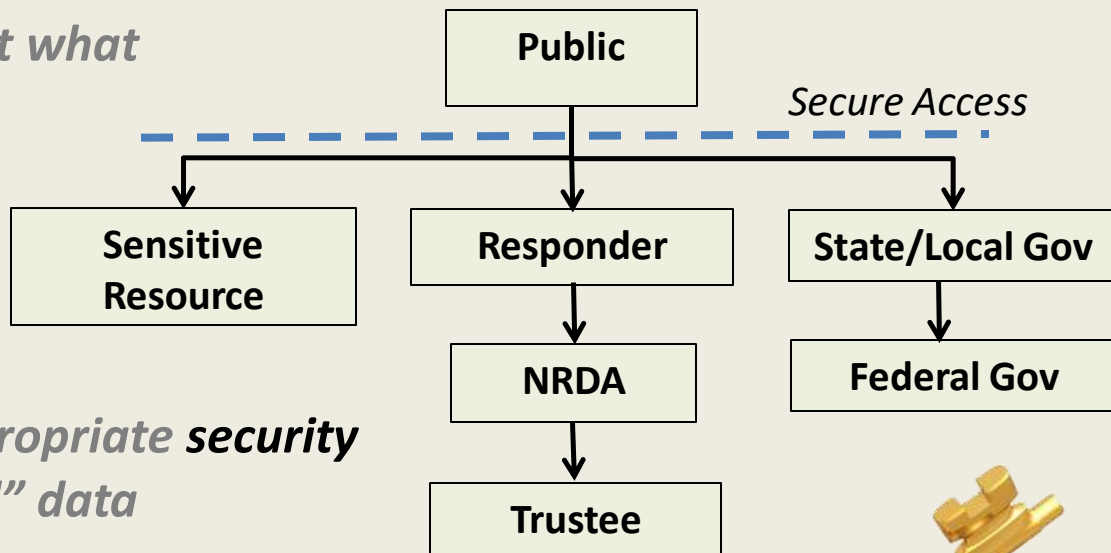 t what
Public
Secure Access
Sensitive
Resource
Responder
State/Local Gov
NRDA
Federal Gov
ropriate security
” data
Trustee